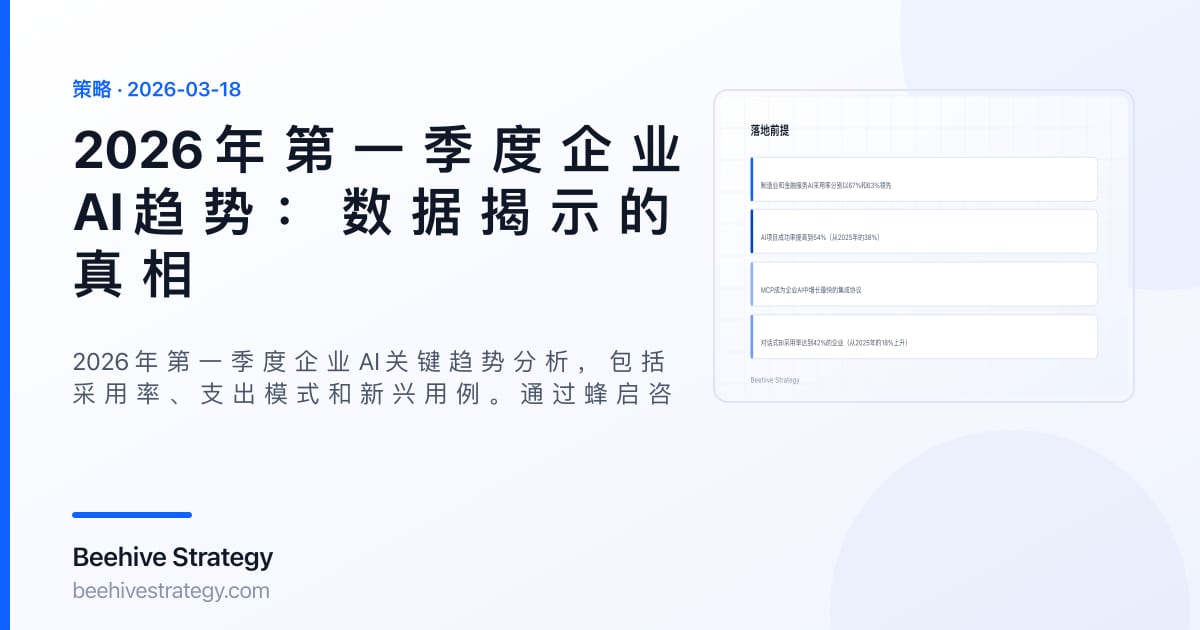 策略 · 2026-03-18
2026年第一季度企业
AI趋势：数据揭示的
真相
2026年第一季度企业AI关键趋势分析，包括
采用率、支出模式和新兴用例。通过蜂启咨
Beehive Strategy
beehivestrategy.com
落地前提
制造业和金融服务AI采用率分别以67%和63%领先
AI项目成功率提高到54%（从2025年的38%）
MCP成为企业AI中增长最快的集成协议
对话式BI采用率达到42%的企业（从2025年的18%上升）
Beehive Strategy